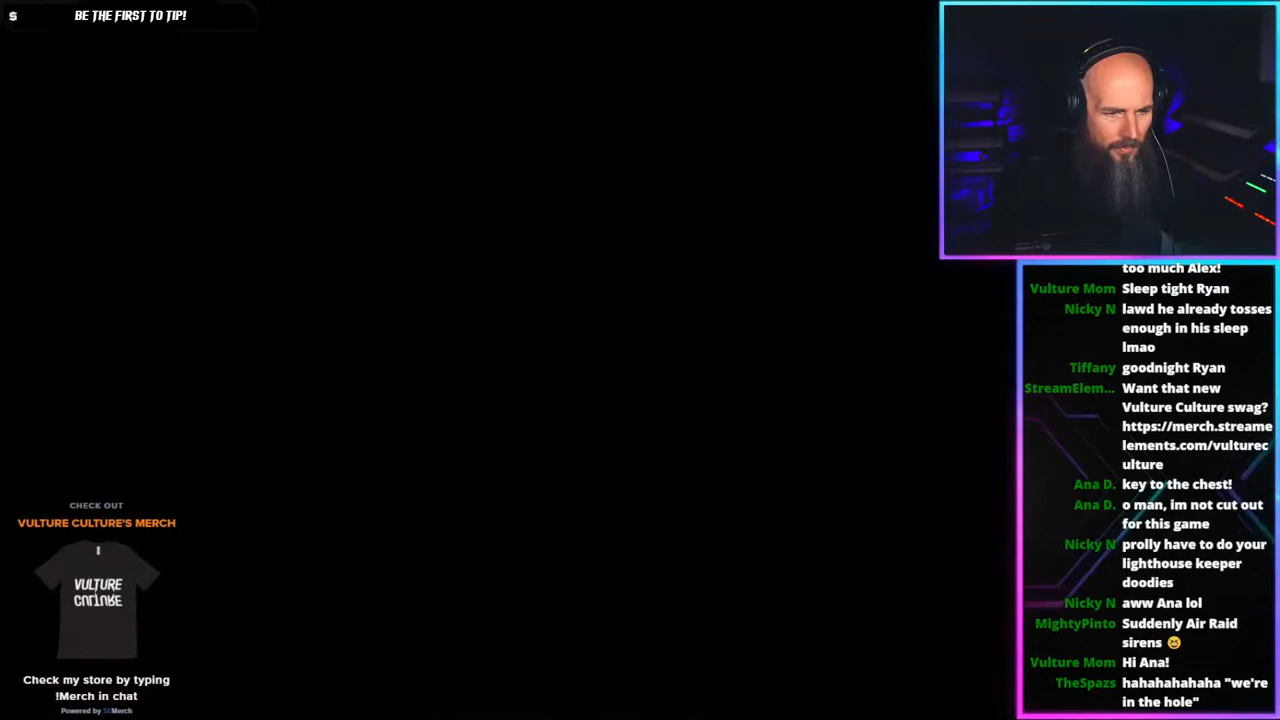 $ BE THE FIRST TO TIP!
too much Alex!
Vulture Mom Sleep tight Ryan
Nicky N lawd he already tosses
enough in his sleep
lmao
Tiffany goodnight Ryan
StreamElem... Want that new
Vulture Culture swag?
https://merch.streame
lements.com/vulturec
ulture
Ana D. key to the chest!
Ana D. o man, im not cut out
for this game
Nicky N prolly have to do your
lighthouse keeper
doodies
Nicky N aww Ana lol
MightyPinto Suddenly Air Raid
sirens 😆
Vulture Mom Hi Ana!
TheSpazs hahahahahaha "we're
in the hole"
CHECK OUT
VULTURE CULTURE'S MERCH
VULTURE
CULTURE
Check my store by typing
!Merch in chat
Powered by SEMerch